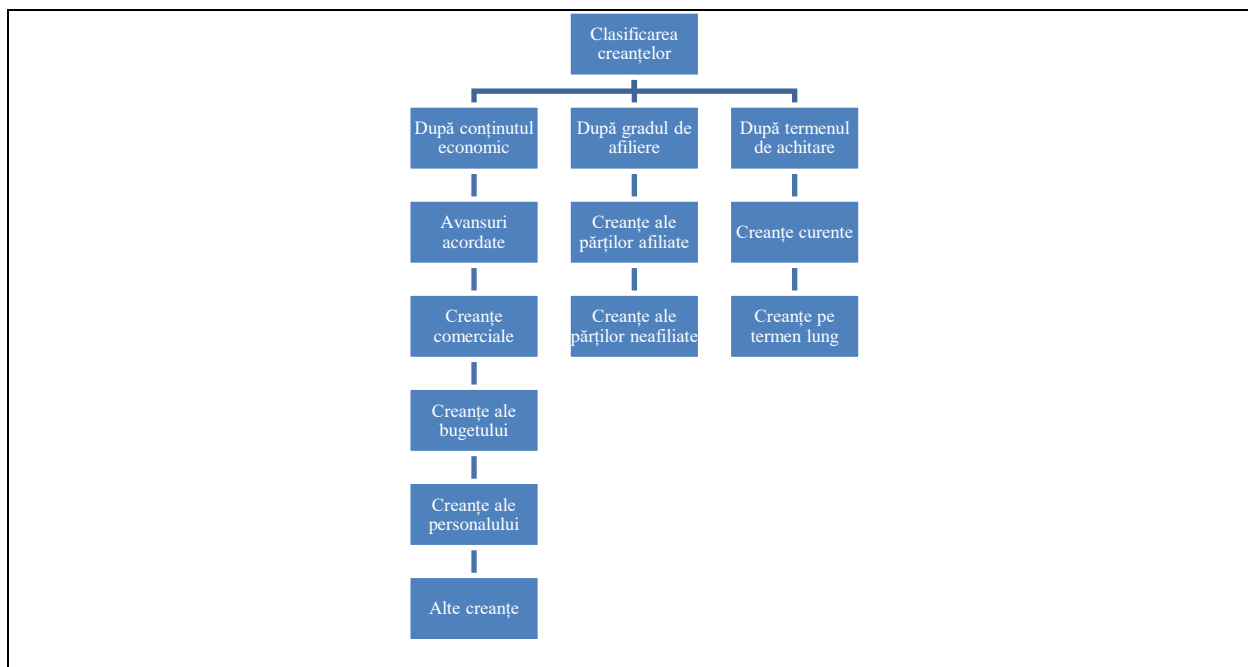 Clasificarea
creanțelor
După conținutul
economic
Avansuri
acordate
Creanțe
comerciale
Creanțe ale
bugetului
Creanțe ale
personalului
Alte creanțe
După gradul de
afiliere
Creanțe ale
părților afiliate
Creanțe ale
părților neafiliate
După termenul
de achitare
Creanțe curente
Creanțe pe
termen lung